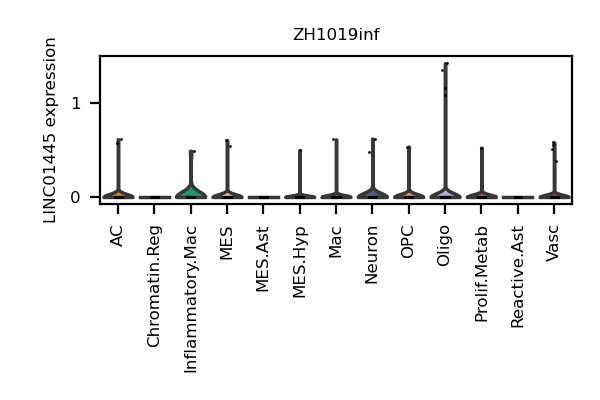 ZH1019inf
LINC01445 expression
1
0
AC
Chromatin.Reg
Inflammatory.Mac
MES
MES.Ast
MES.Hyp
Mac
Neuron
OPC
Oligo
Prolif.Metab
Reactive.Ast
Vasc